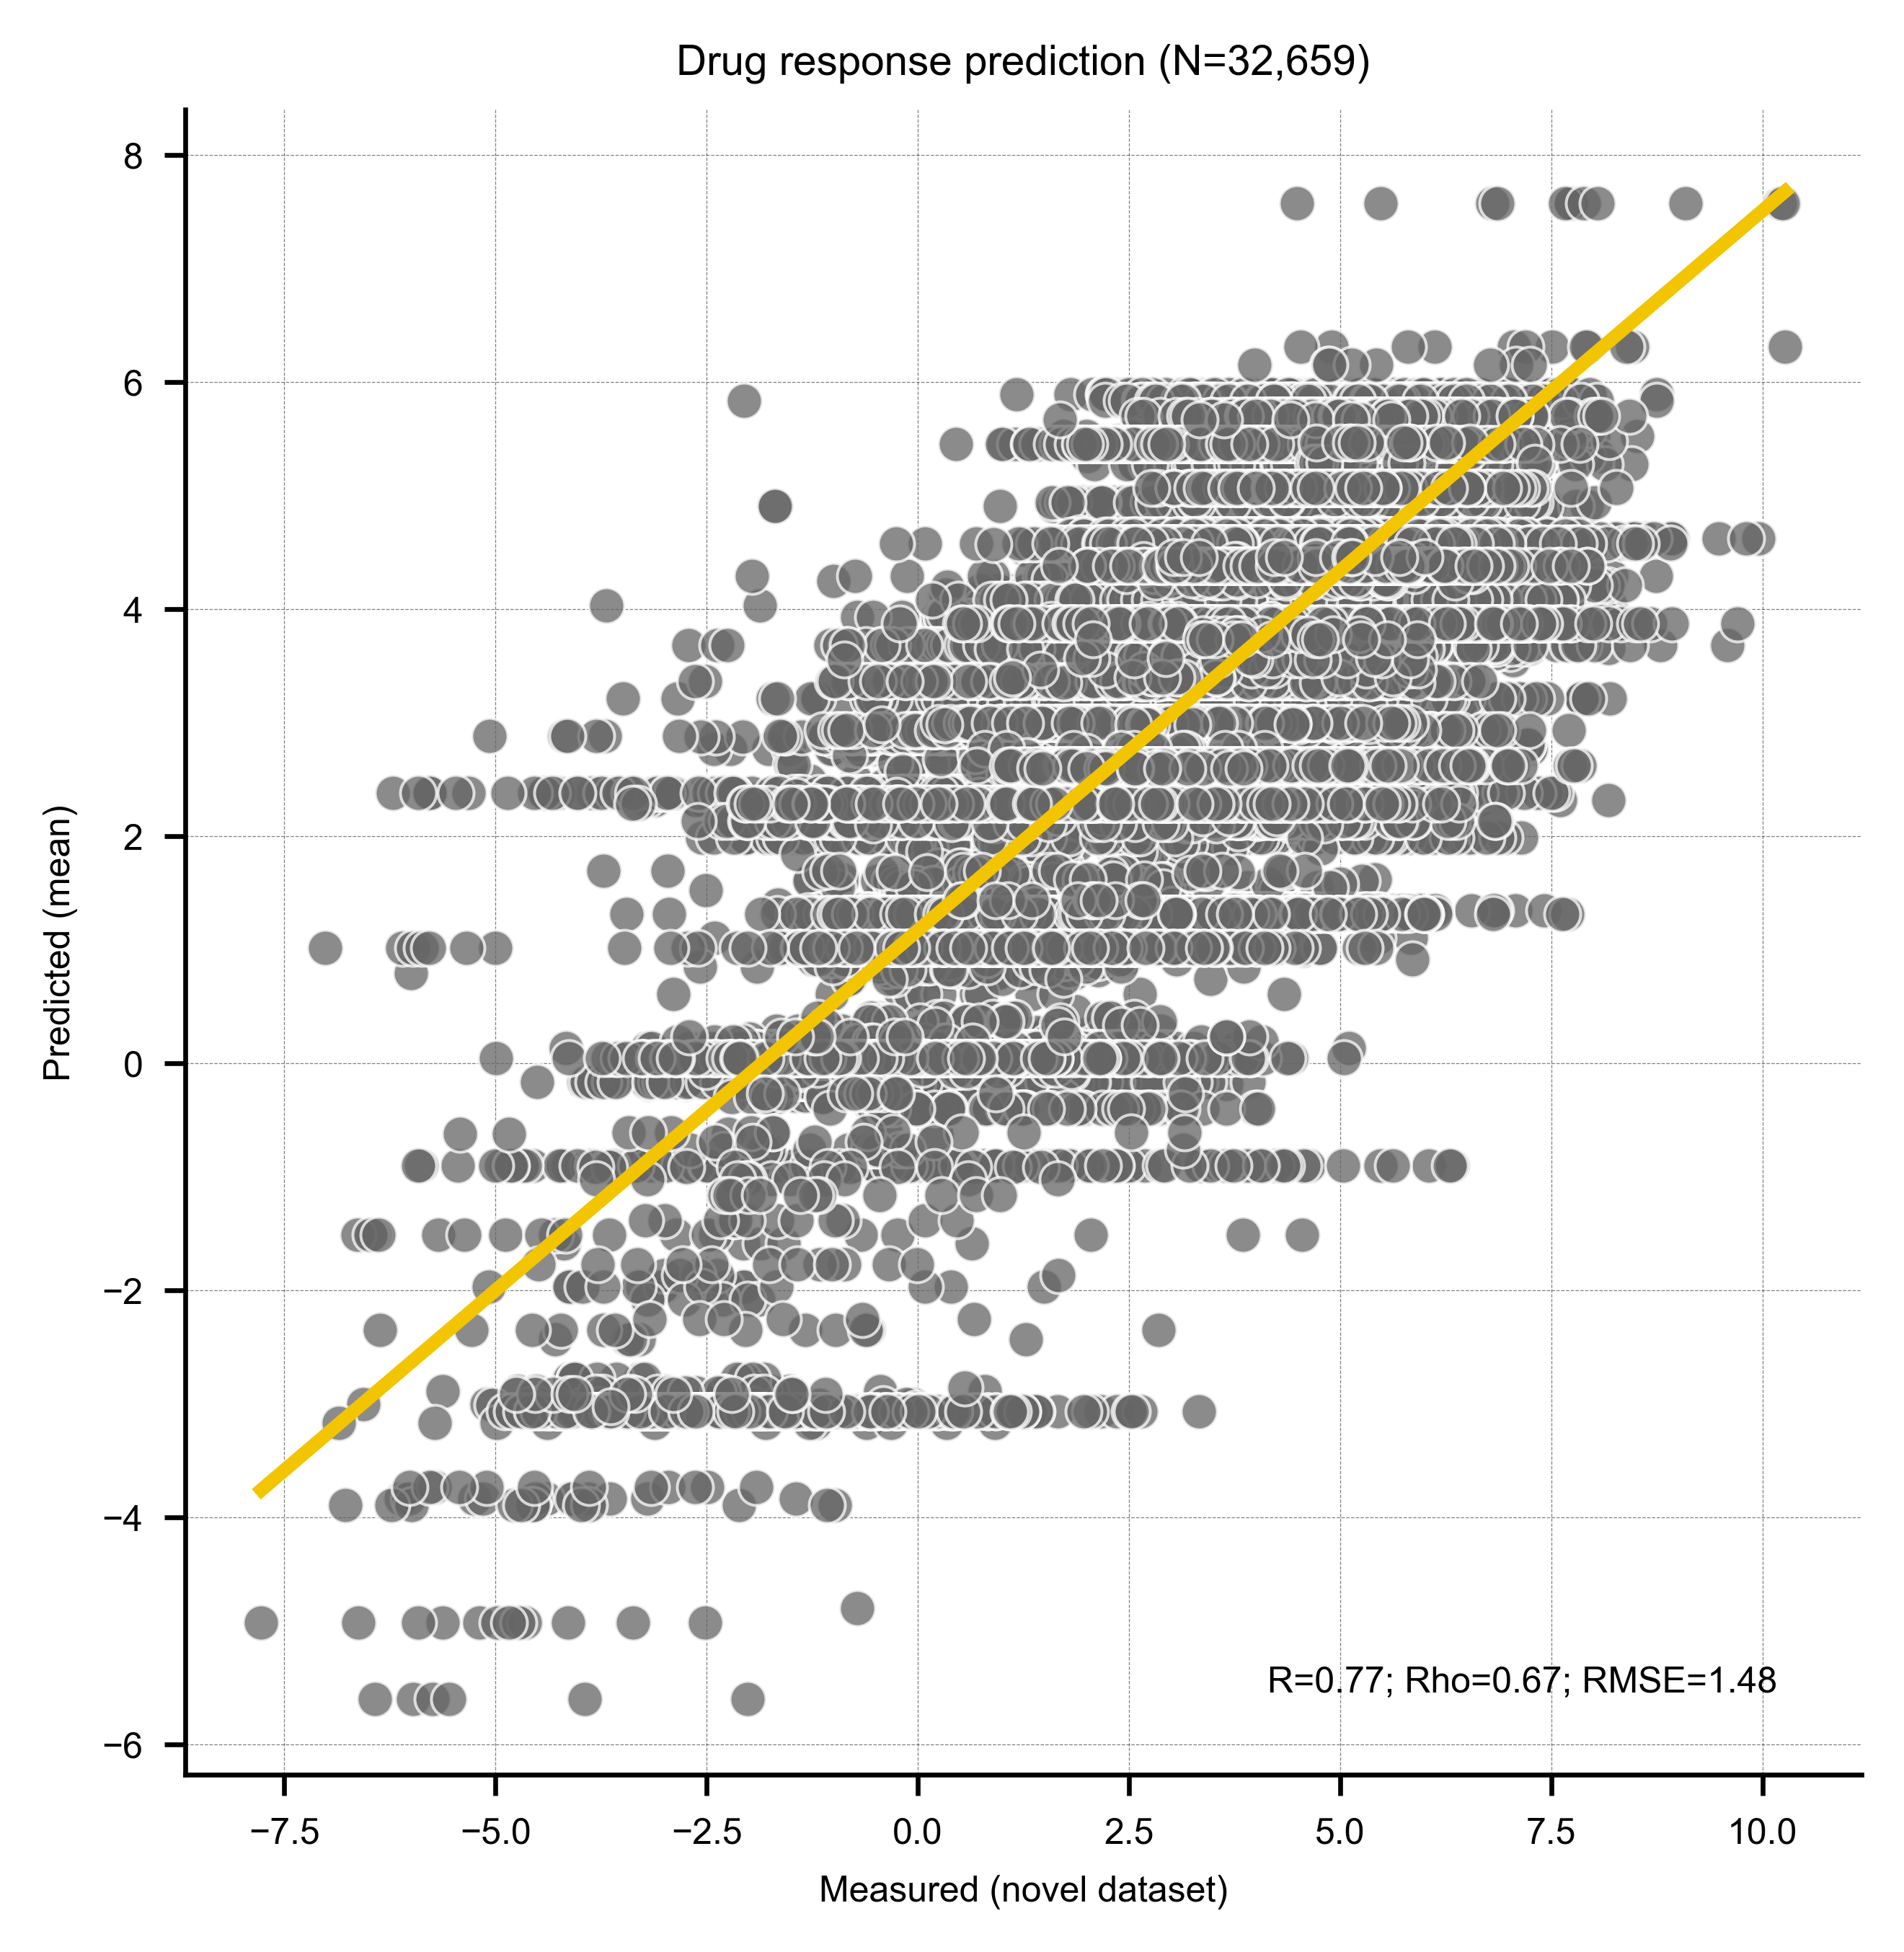 Drug response prediction (N=32,659)
8
6
4
2
0
−2
−4
−6
Predicted (mean)
R=0.77; Rho=0.67; RMSE=1.48
−7.5 −5.0 −2.5 0.0 2.5 5.0 7.5 10.0
Measured (novel dataset)